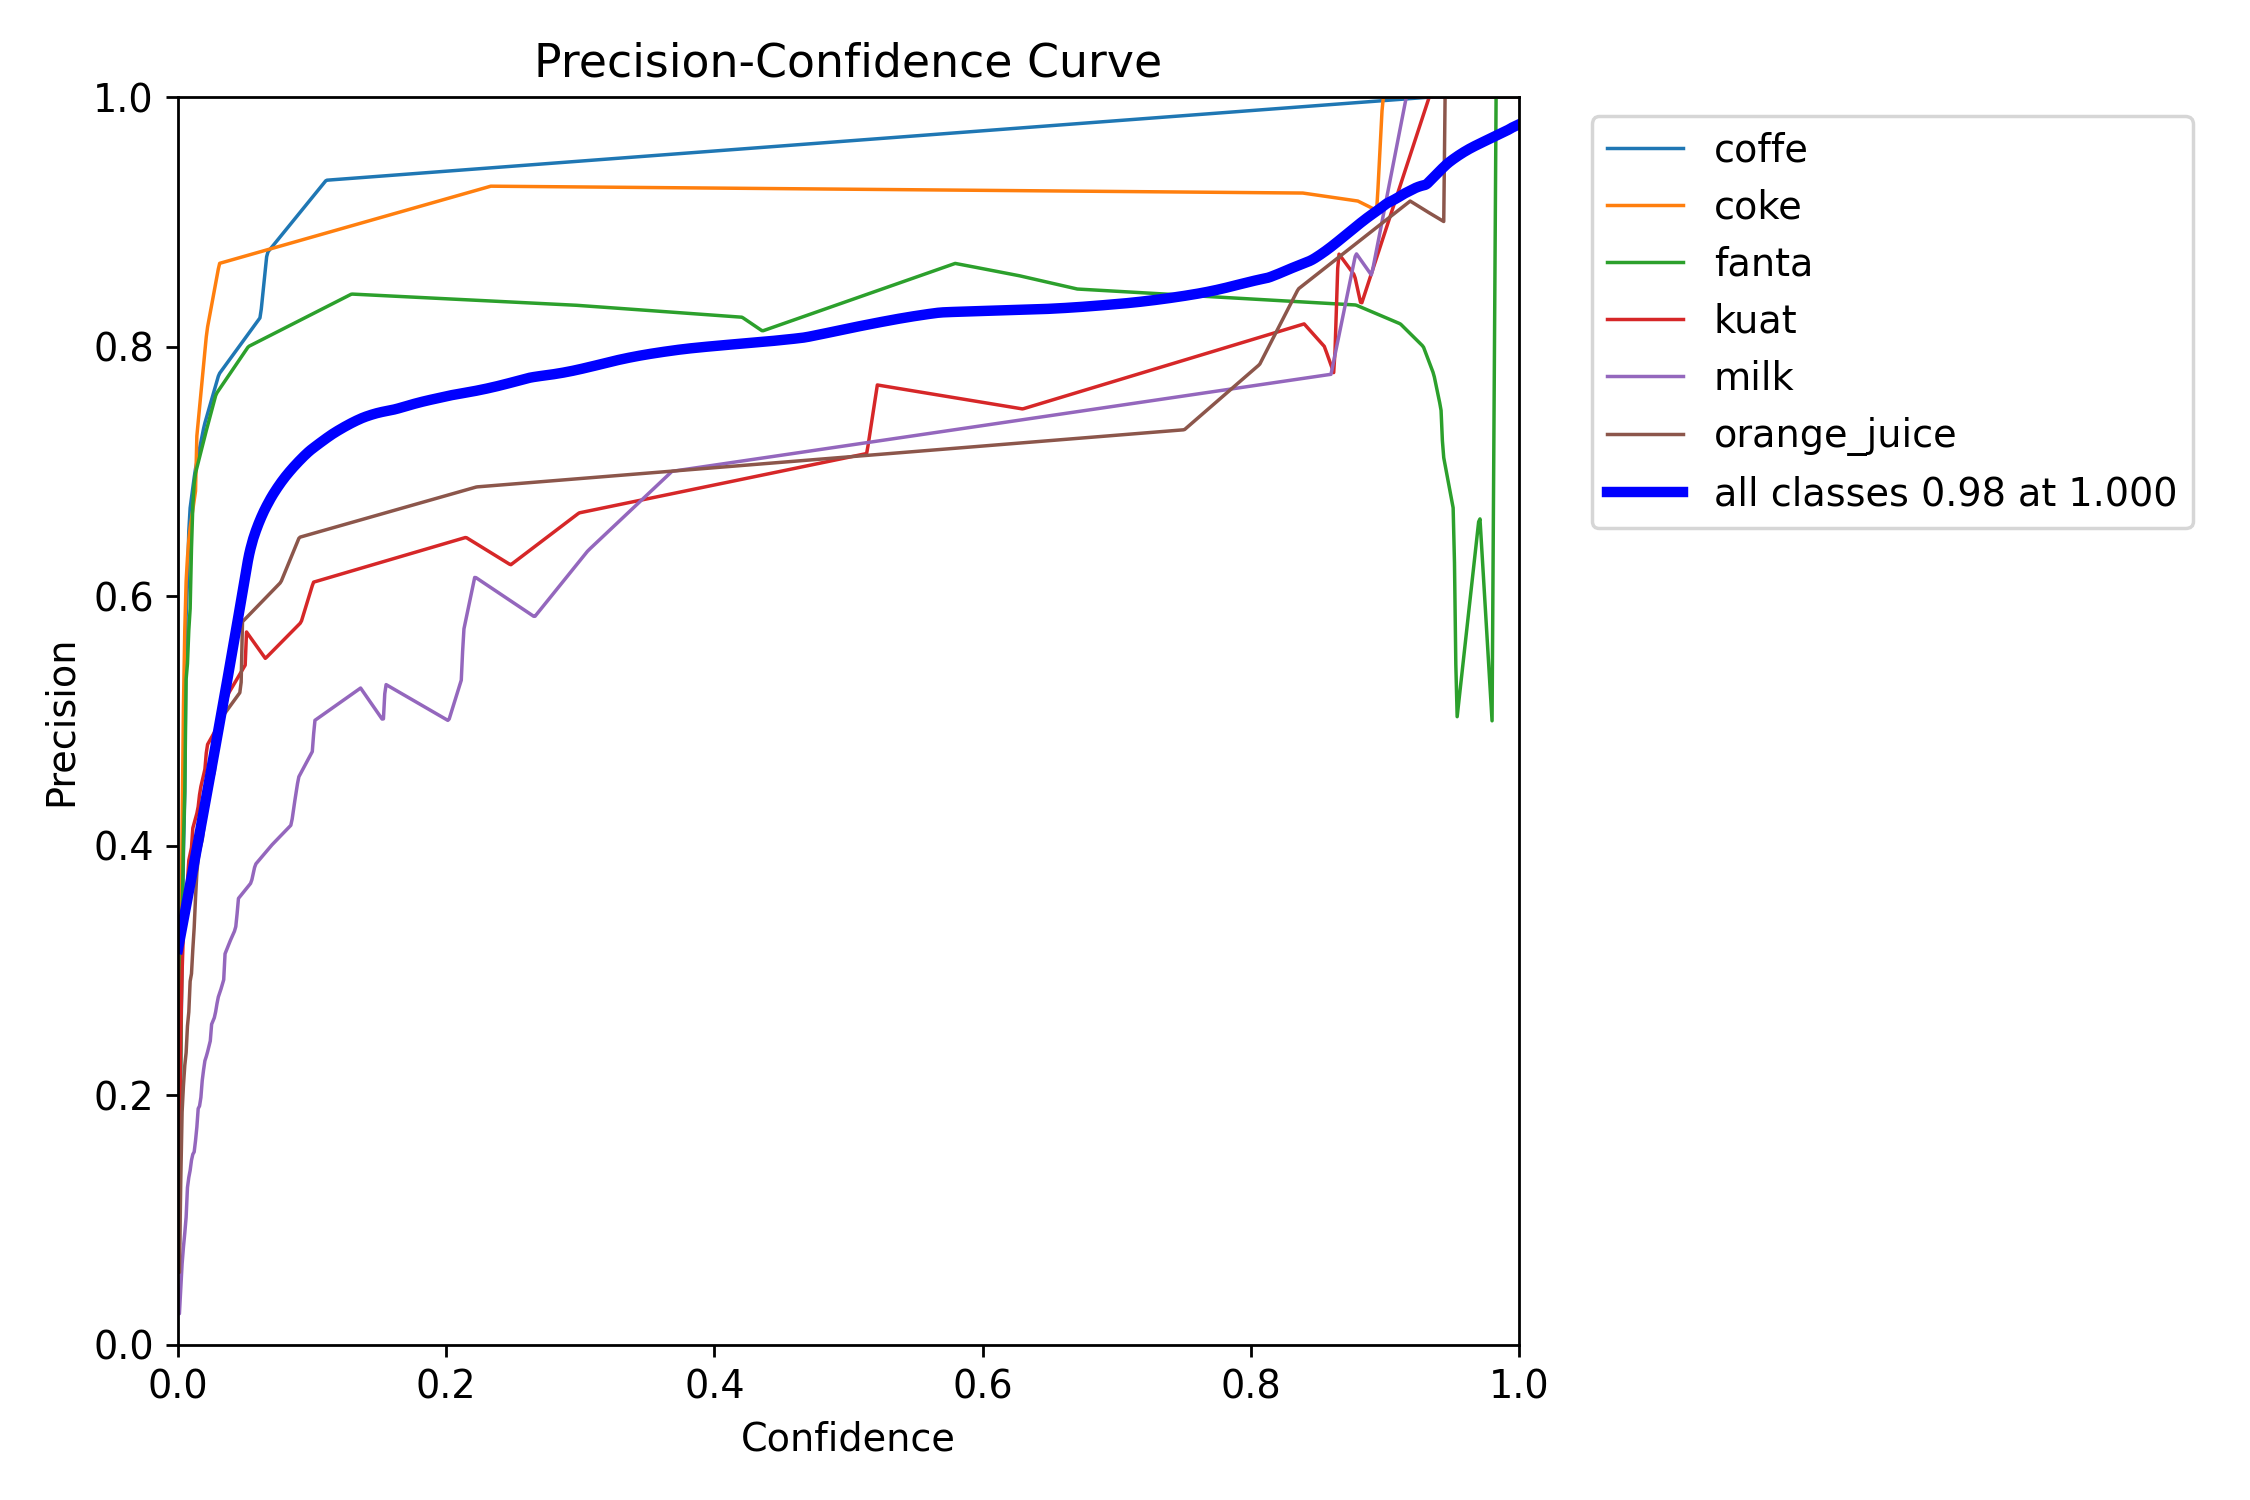 Precision-Confidence Curve
1.0
0.8
0.6
0.4
0.2
0.0
Precision
0.0 0.2 0.4 0.6 0.8 1.0
Confidence
coffe
coke
fanta
kuat
milk
orange_juice
all classes 0.98 at 1.000